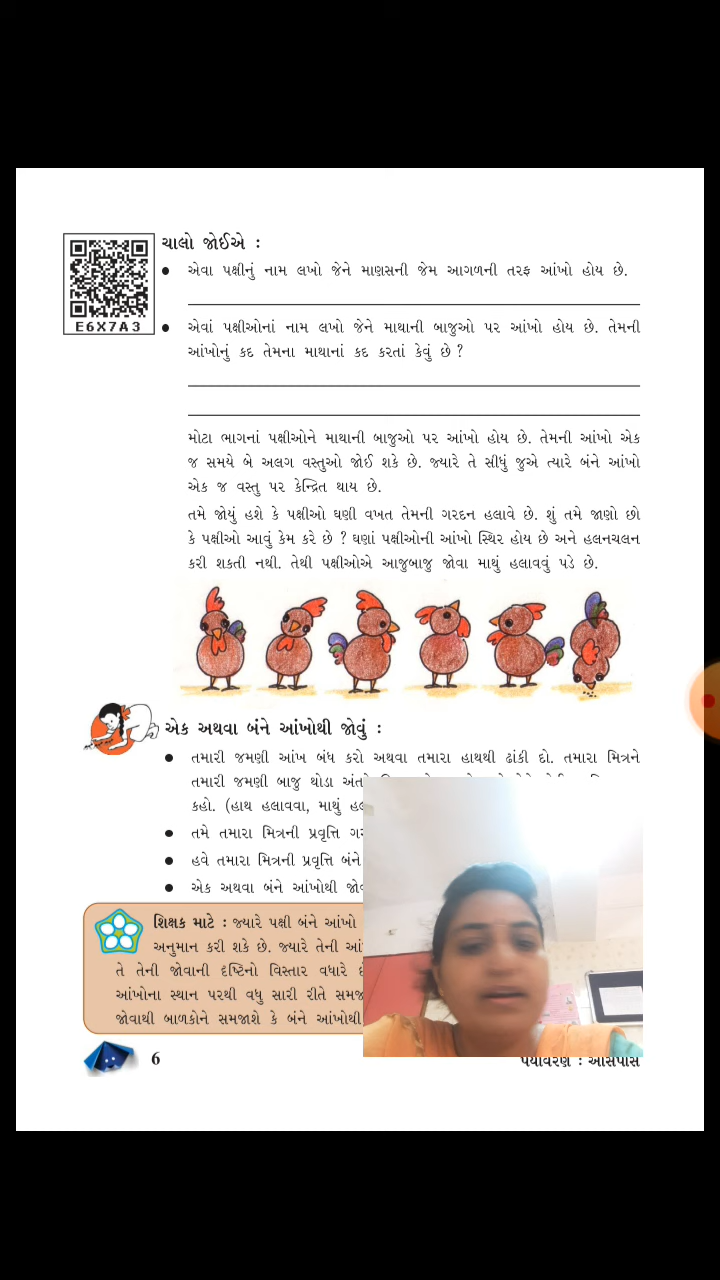 ચાલો જોઈએ :
E6X7A3
● એવા પક્ષીનું નામ લખો જેને માણસની જેમ આગળની તરફ આંખો હોય છે.
● એવાં પક્ષીઓનાં નામ લખો જેને માથાની બાજુઓ પર આંખો હોય છે. તેમની
આંખોનું કદ તેમના માથાનાં કદ કરતાં કેવું છે ?
મોટા ભાગનાં પક્ષીઓને માથાની બાજુઓ પર આંખો હોય છે. તેમની આંખો એક
જ સમયે બે અલગ વસ્તુઓ જોઈ શકે છે. જ્યારે તે સીધું જુએ ત્યારે બંને આંખો
એક જ વસ્તુ પર કેન્દ્રિત થાય છે.
તમે જોયું હશે કે પક્ષીઓ ઘણી વખત તેમની ગરદન હલાવે છે. શું તમે જાણો છો
કે પક્ષીઓ આવું કેમ કરે છે ? ઘણાં પક્ષીઓની આંખો સ્થિર હોય છે અને હલનચલન
કરી શકતી નથી. તેથી પક્ષીઓએ આજુબાજુ જોવા માથું હલાવવું પડે છે.
એક અથવા બંને આંખોથી જોવું :
● તમારી જમણી આંખ બંધ કરો અથવા તમારા હાથથી ઢાંકી દો. તમારા મિત્રને
તમારી જમણી બાજુ થોડા
કહો. (હાથ હલાવવા, માથું
● તમે તમારા મિત્રની પ્રવૃત્તિ
● હવે તમારા મિત્રની પ્રવૃત્તિ બંને
● એક અથવા બંને આંખોથી
શિક્ષક માટે : જ્યારે પક્ષી બંને આંખો
અનુમાન કરી શકે છે. જ્યારે તેની
તે તેની જોવાની દૃષ્ટિનો વિસ્તાર વધારે
આંખોના સ્થાન પરથી વધુ સારી રીતે
જોવાથી બાળકોને સમજાશે કે બંને આંખોથી
6
પર્યાવરણ : આસપાસ